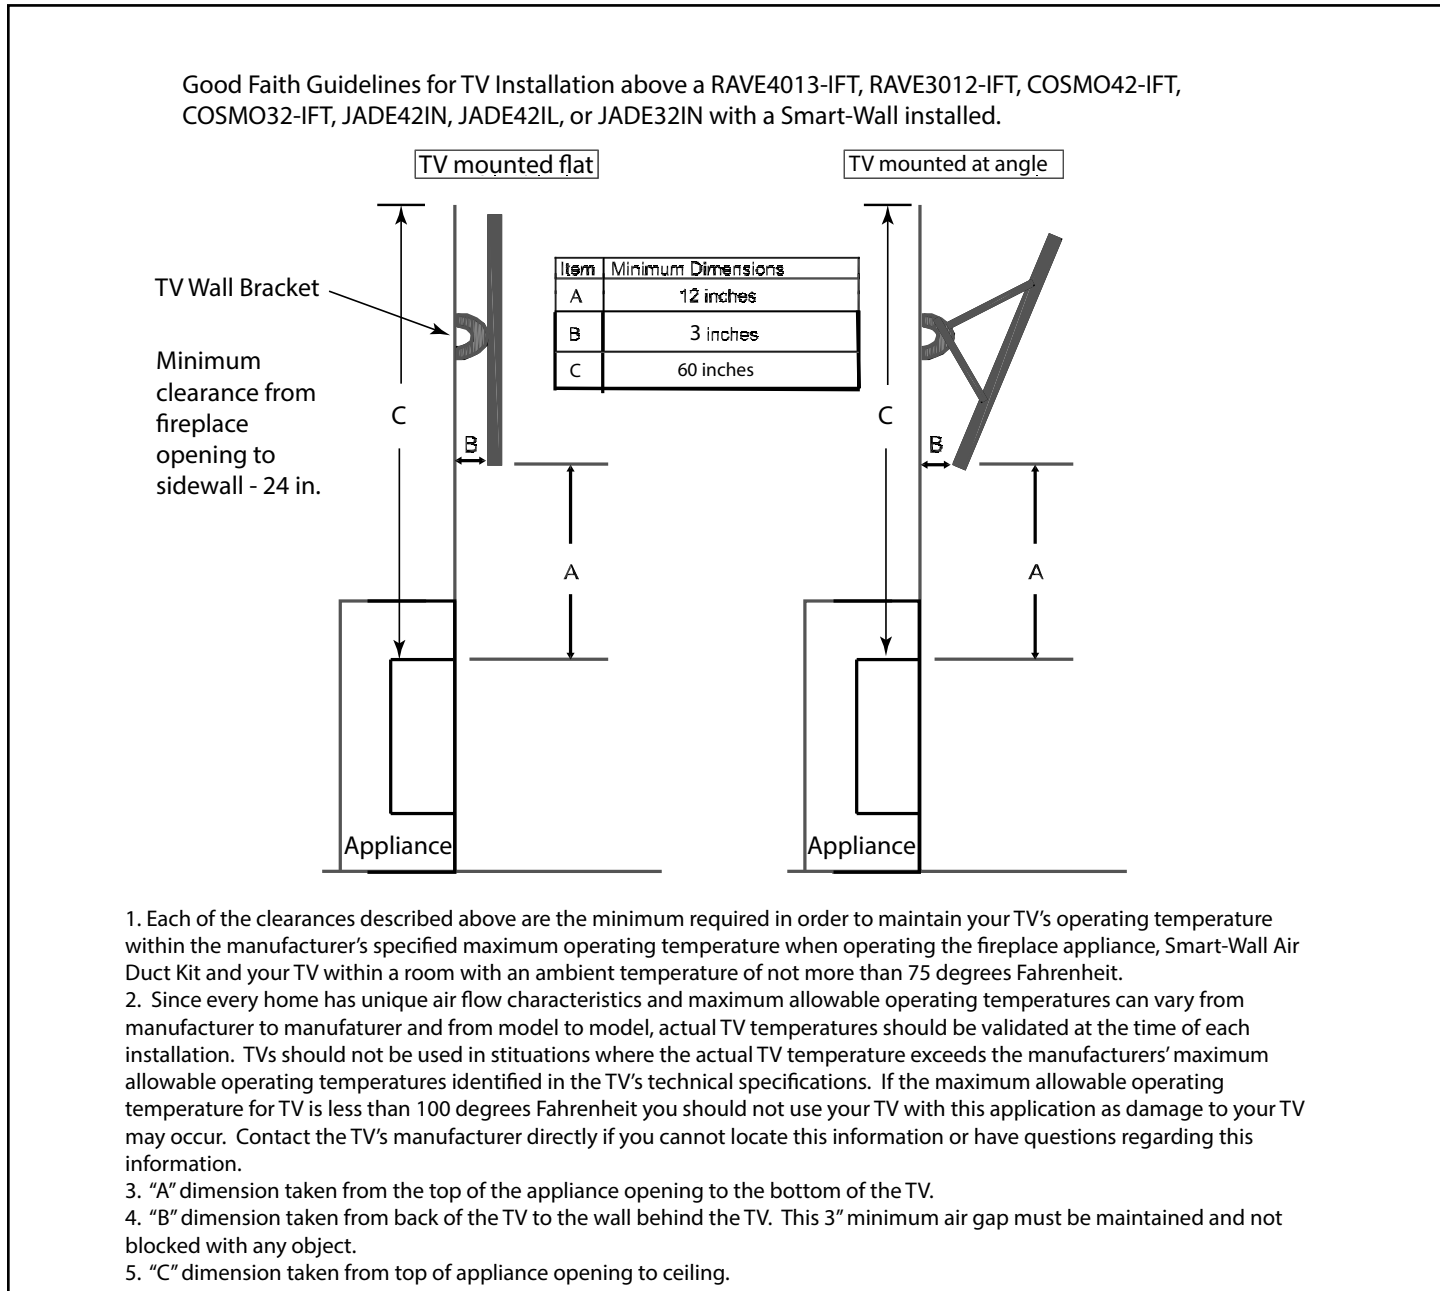 Good Faith Guidelines for TV Installation above a RAVE4013-IFT, RAVE3012-IFT, COSMO42-IFT,
COSMO32-IFT, JADE42IN, JADE42IL, or JADE32IN with a Smart-Wall installed.
TV mounted flat
TV mounted at angle
TV Wall Bracket
Minimum
clearance from
fireplace
opening to
sidewall - 24 in.
C
B
A
Appliance
Item Minimum Dimensions
A 12 inches
B 3 inches
C 60 inches
C
B
A
Appliance
1. Each of the clearances described above are the minimum required in order to maintain your TV’s operating temperature
within the manufacturer’s specified maximum operating temperature when operating the fireplace appliance, Smart-Wall Air
Duct Kit and your TV within a room with an ambient temperature of not more than 75 degrees Fahrenheit.
2.  Since every home has unique air flow characteristics and maximum allowable operating temperatures can vary from
manufacturer to manufaturer and from model to model, actual TV temperatures should be validated at the time of each
installation.  TVs should not be used in stituations where the actual TV temperature exceeds the manufacturers’ maximum
allowable operating temperatures identified in the TV’s technical specifications.  If the maximum allowable operating
temperature for TV is less than 100 degrees Fahrenheit you should not use your TV with this application as damage to your TV
may occur.  Contact the TV’s manufacturer directly if you cannot locate this information or have questions regarding this
information.
3.  “A” dimension taken from the top of the appliance opening to the bottom of the TV.
4.  “B” dimension taken from back of the TV to the wall behind the TV.  This 3” minimum air gap must be maintained and not
blocked with any object.
5.  “C” dimension taken from top of appliance opening to ceiling.